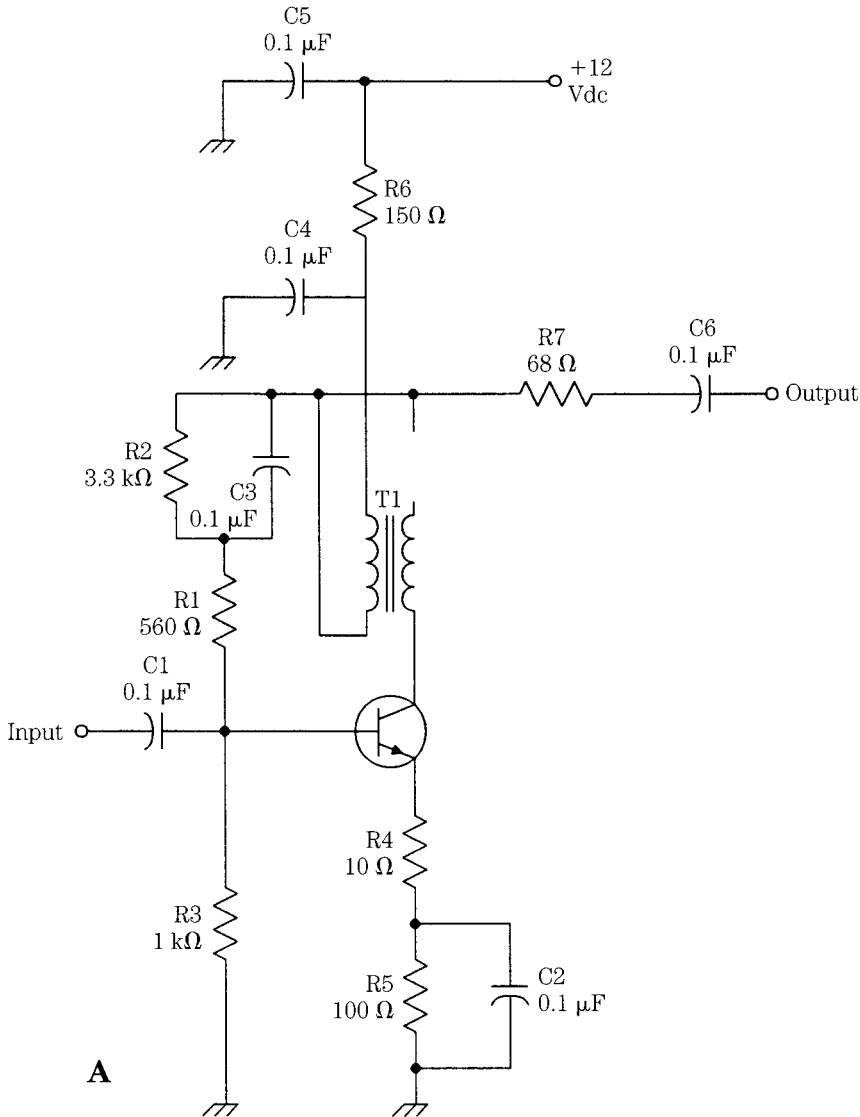 C5
0.1 μF
+12
Vdc
R6
150 Ω
C4
0.1 μF
R7
68 Ω
C6
0.1 μF
Output
R2
3.3 kΩ
C3
0.1 μF
T1
R1
560 Ω
C1
0.1 μF
Input
R4
10 Ω
R3
1 kΩ
R5
100 Ω
C2
0.1 μF
A